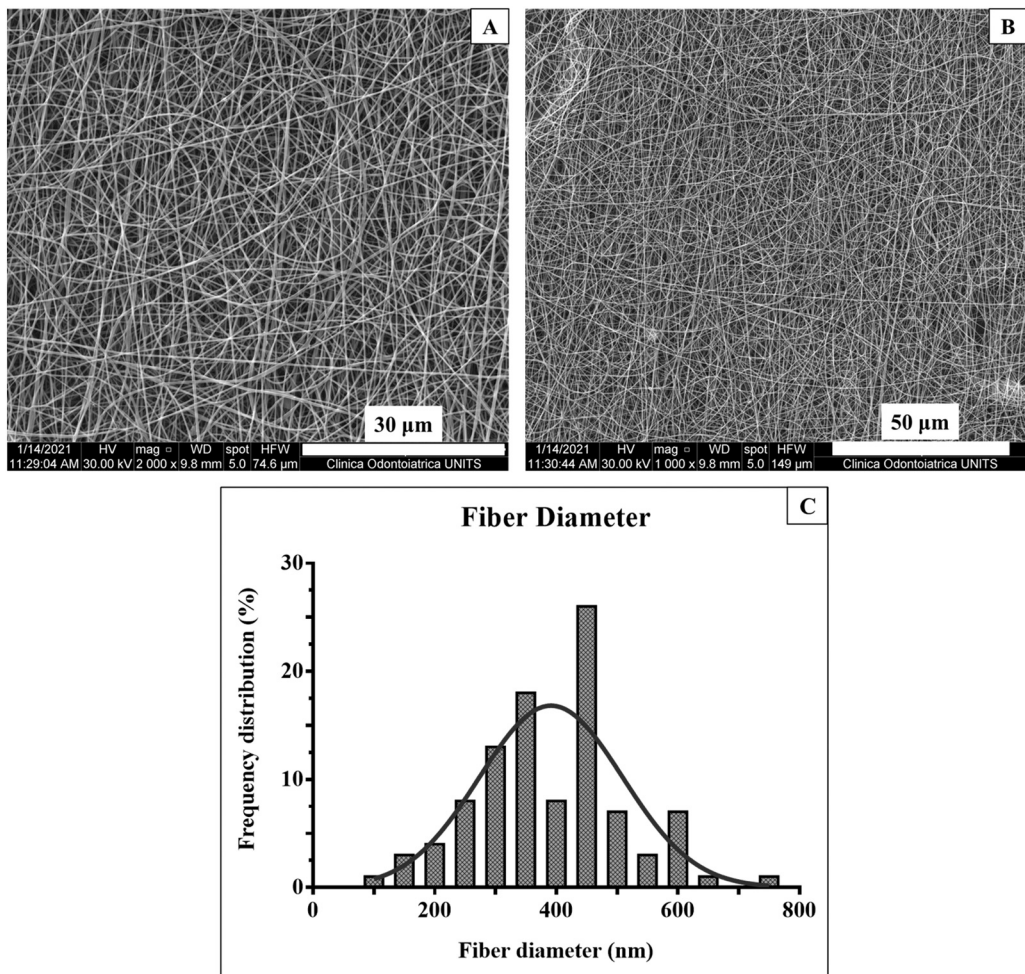 A
30 µm
1/14/2021 HV mag □ WD spot HFW
11:29:04 AM 30.00 kV 2 000 x 9.8 mm 5.0 74.6 µm Clinica Odontoiatrica UNITS
B
50 µm
1/14/2021 HV mag □ WD spot HFW
11:30:44 AM 30.00 kV 1 000 x 9.8 mm 5.0 149 µm Clinica Odontoiatrica UNITS
C
Fiber Diameter
Frequency distribution (%)
30
20
10
0
0 200 400 600 800
Fiber diameter (nm)